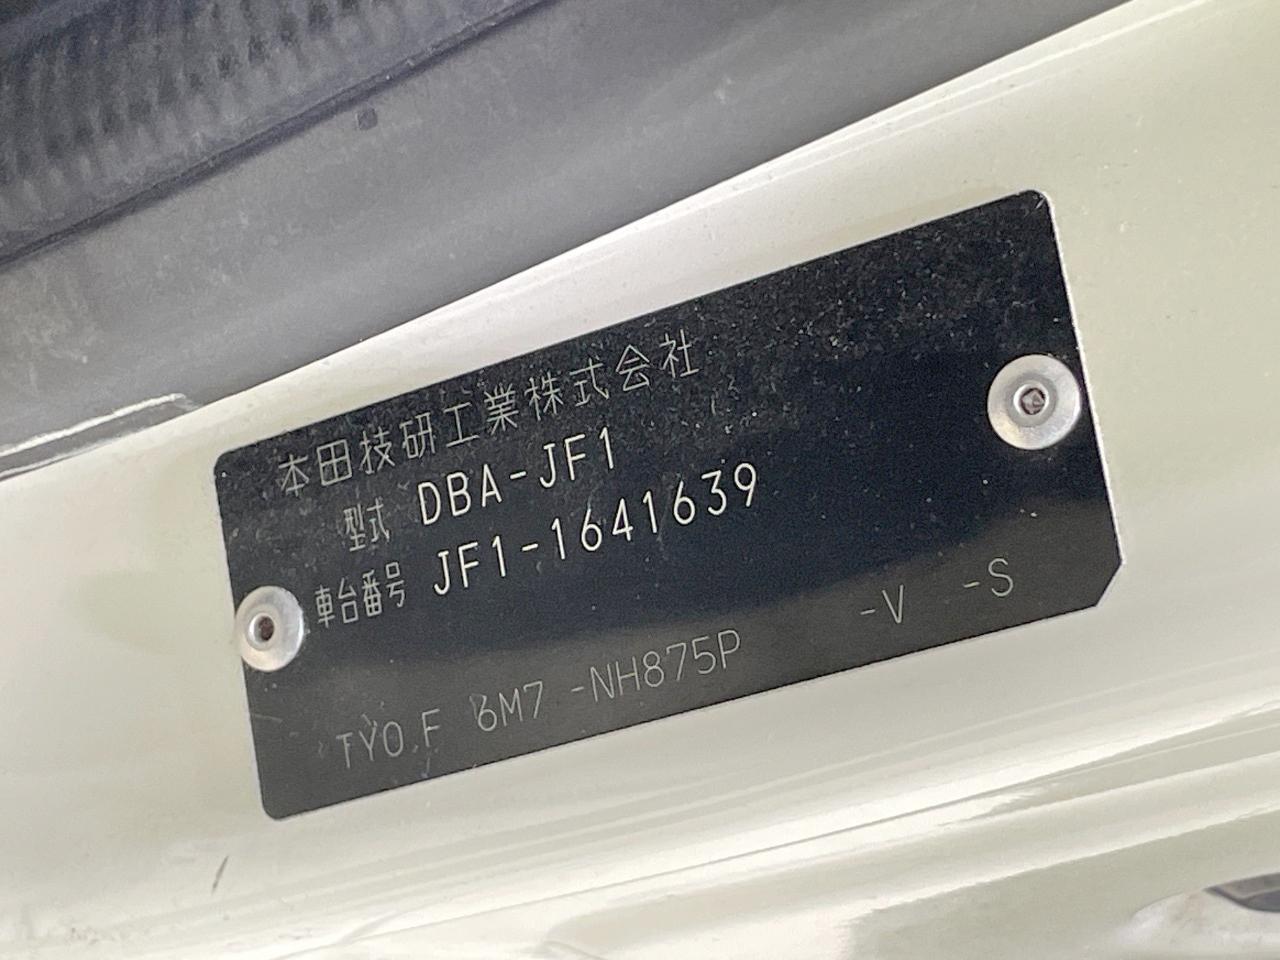 本田技研工業株式会社
型式 DBA-JF1
車台番号 JF1-1641639
TYO.F 6M7 -NH875P -V -S